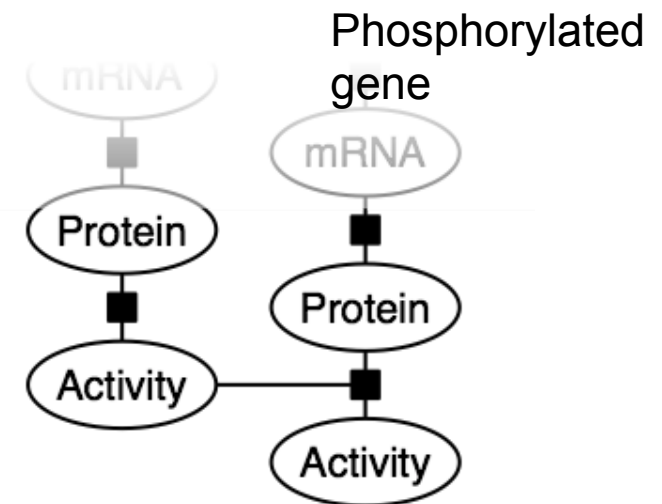 Phosphorylated
gene
mRNA
mRNA
Protein
Protein
Activity
Activity